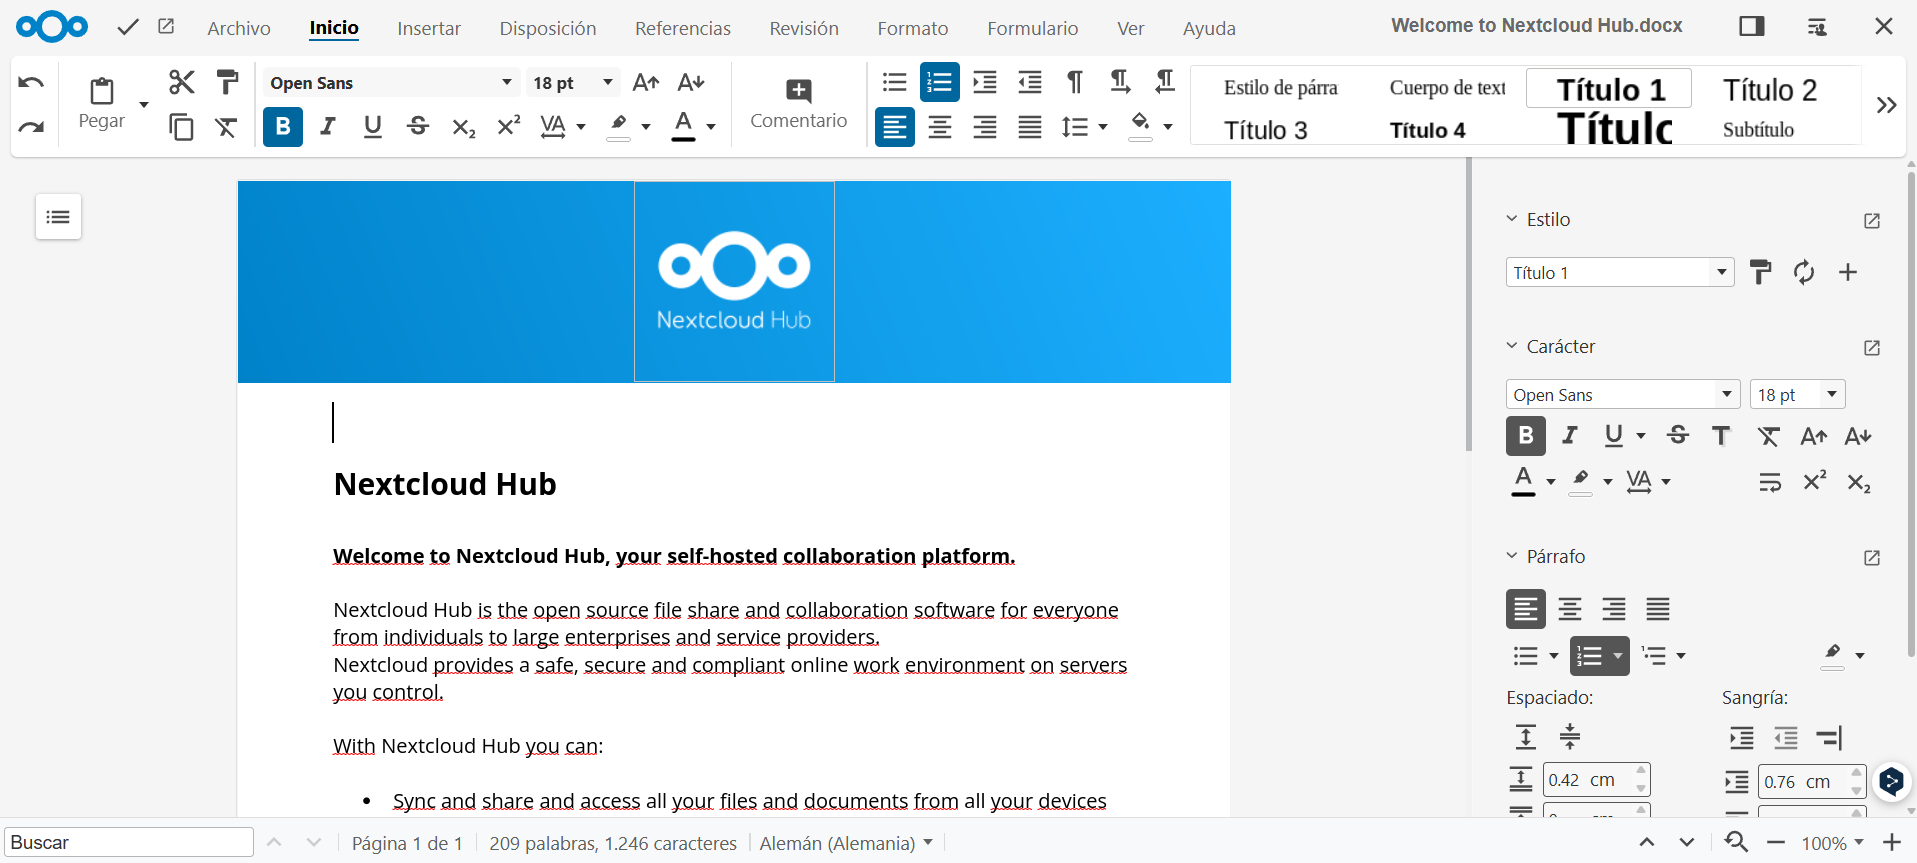 Archivo Inicio Insertar Disposición Referencias Revisión Formato Formulario Ver Ayuda Welcome to Nextcloud Hub.docx
Pegar Open Sans 18 pt Comentario
Estilo de párra Cuerpo de text Título 1 Título 2
Título 3 Título 4 Título Subtítulo
Nextcloud Hub
Nextcloud Hub
Welcome to Nextcloud Hub, your self-hosted collaboration platform.
Nextcloud Hub is the open source file share and collaboration software for everyone
from individuals to large enterprises and service providers.
Nextcloud provides a safe, secure and compliant online work environment on servers
you control.
With Nextcloud Hub you can:
• Sync and share and access all your files and documents from all your devices
Estilo
Título 1
Carácter
Open Sans 18 pt
Párrafo
Espaciado: Sangría:
0.42 cm 0.76 cm
Buscar Página 1 de 1 209 palabras, 1.246 caracteres Alemán (Alemania) 100%